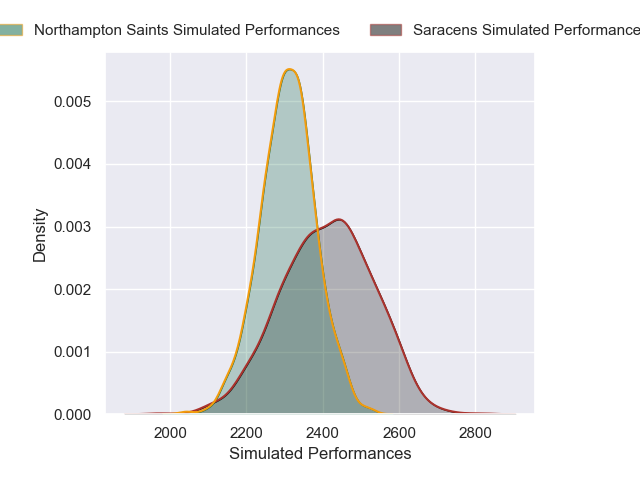 Northampton Saints Simulated Performances
Saracens Simulated Performance
0.005
0.004
0.003
0.002
0.001
0.000
Density
2000 2200 2400 2600 2800
Simulated Performances